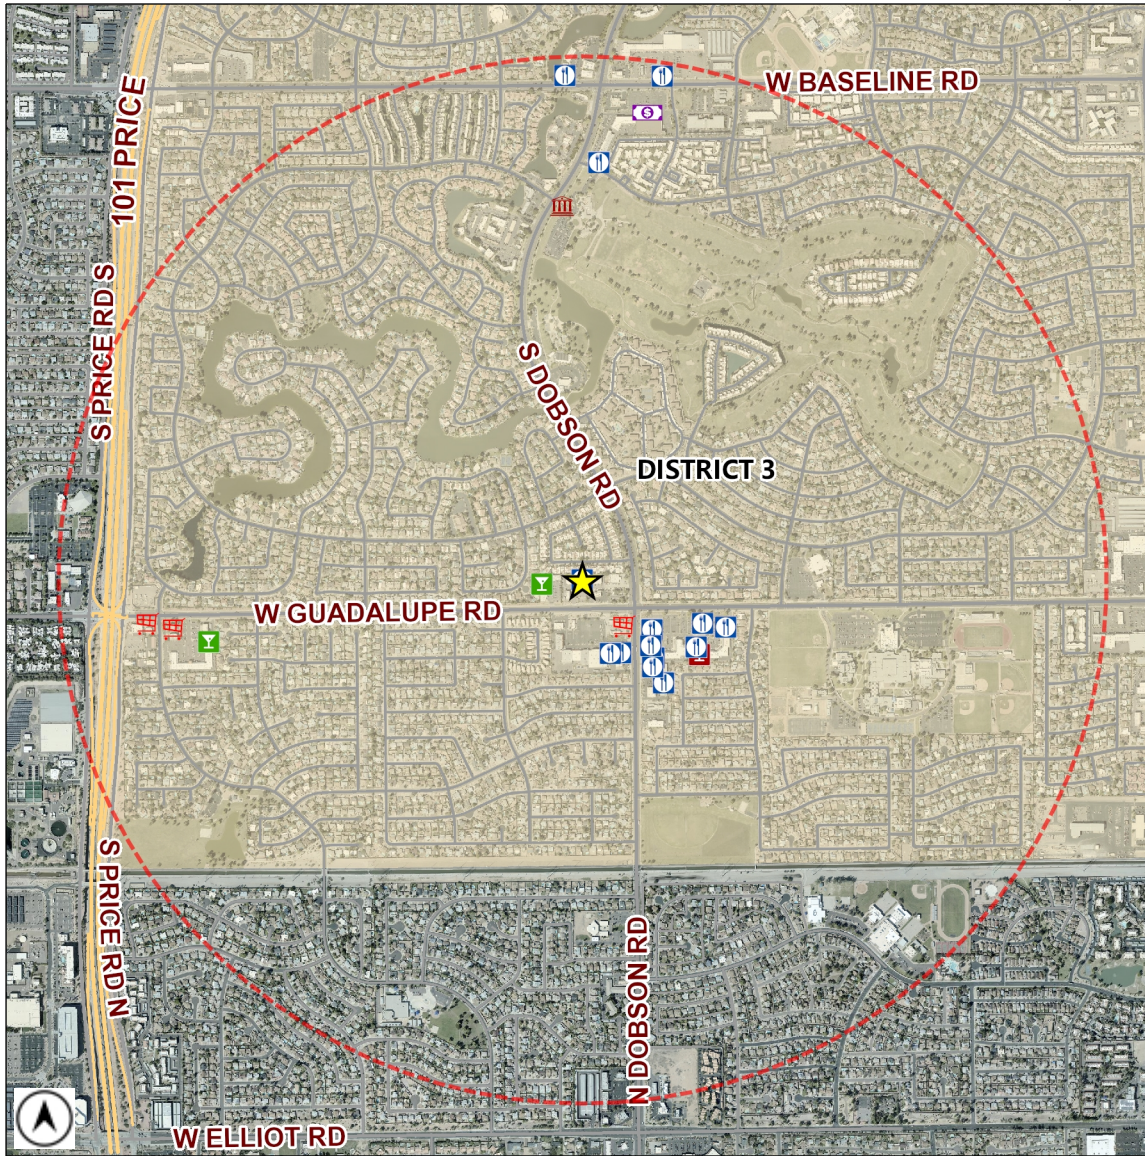 W BASELINE RD
101 PRICE
S PRICE RD S
S DOBSON RD
DISTRICT 3
W GUADALUPE RD
S PRICE RD N
N DOBSON RD
W ELLIOT RD
$